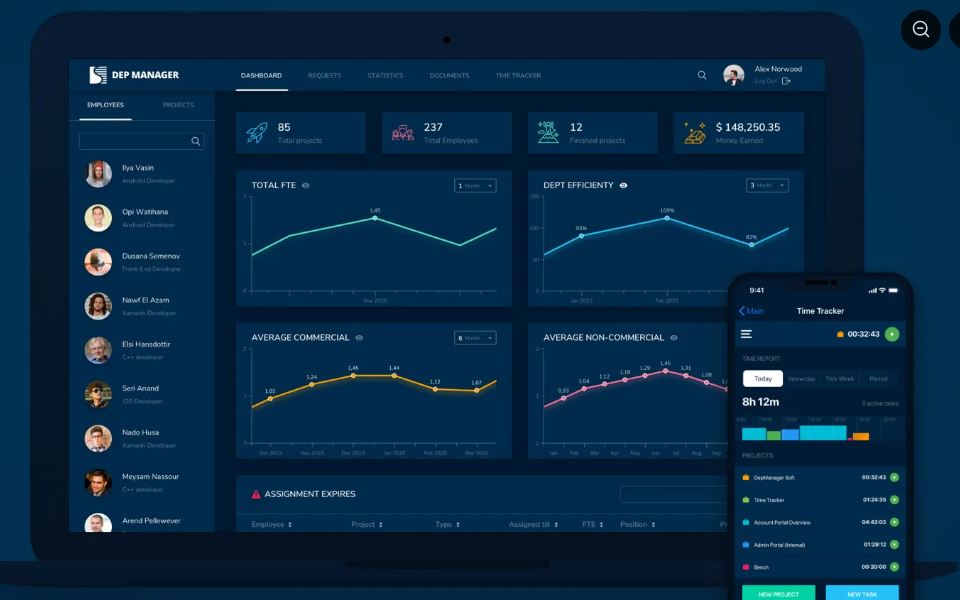 DEP MANAGER
DASHBOARD REQUESTS STATISTICS DOCUMENTS TIME TRACKER
Alex Norwood
Log Out
EMPLOYEES PROJECTS
Ilya Vasin
Android Developer
Opi Watihana
Android Developer
Dusana Semenov
Front-End Developer
Nawf El Azam
Xamarin Developer
Elsi Hansdottir
C++ developer
Seri Anand
iOS Developer
Nado Husa
Xamarin Developer
Meysam Nassour
C++ developer
Arend Pellewever
85
Total projects
237
Total Employees
12
Finished projects
$ 148,250.35
Money Earned
TOTAL FTE
1 Month
1,45
0
Mar 2020
DEPT EFFICIENTY
3 Month
150
100
50
0
93%
109%
82%
Jan 2020 Feb 2020
AVERAGE COMMERCIAL
6 Month
2
1
0
1,02 1,24 1,45 1,44 1,12 1,07
Oct 2019 Nov 2019 Dec 2019 Jan 2020 Feb 2020 Mar 2020
AVERAGE NON-COMMERCIAL
2
1
0
0,93 1,04 1,12 1,18 1,29 1,45 1,31 1,08
Jan Feb Mar Apr May Jun Jul Aug Sep
ASSIGNMENT EXPIRES
Employee Project Type Assigned till FTE Position
9:41
Main Time Tracker
00:32:43
TIME REPORT
Today Yesterday This Week Period
8h 12m 5 active tasks
PROJECTS
DepManager Soft 00:32:43
Time Tracker 01:24:35
Account Portal Overview 04:43:03
Admin Portal (Internal) 01:29:12
Bench 00:30:00
NEW PROJECT NEW TASK